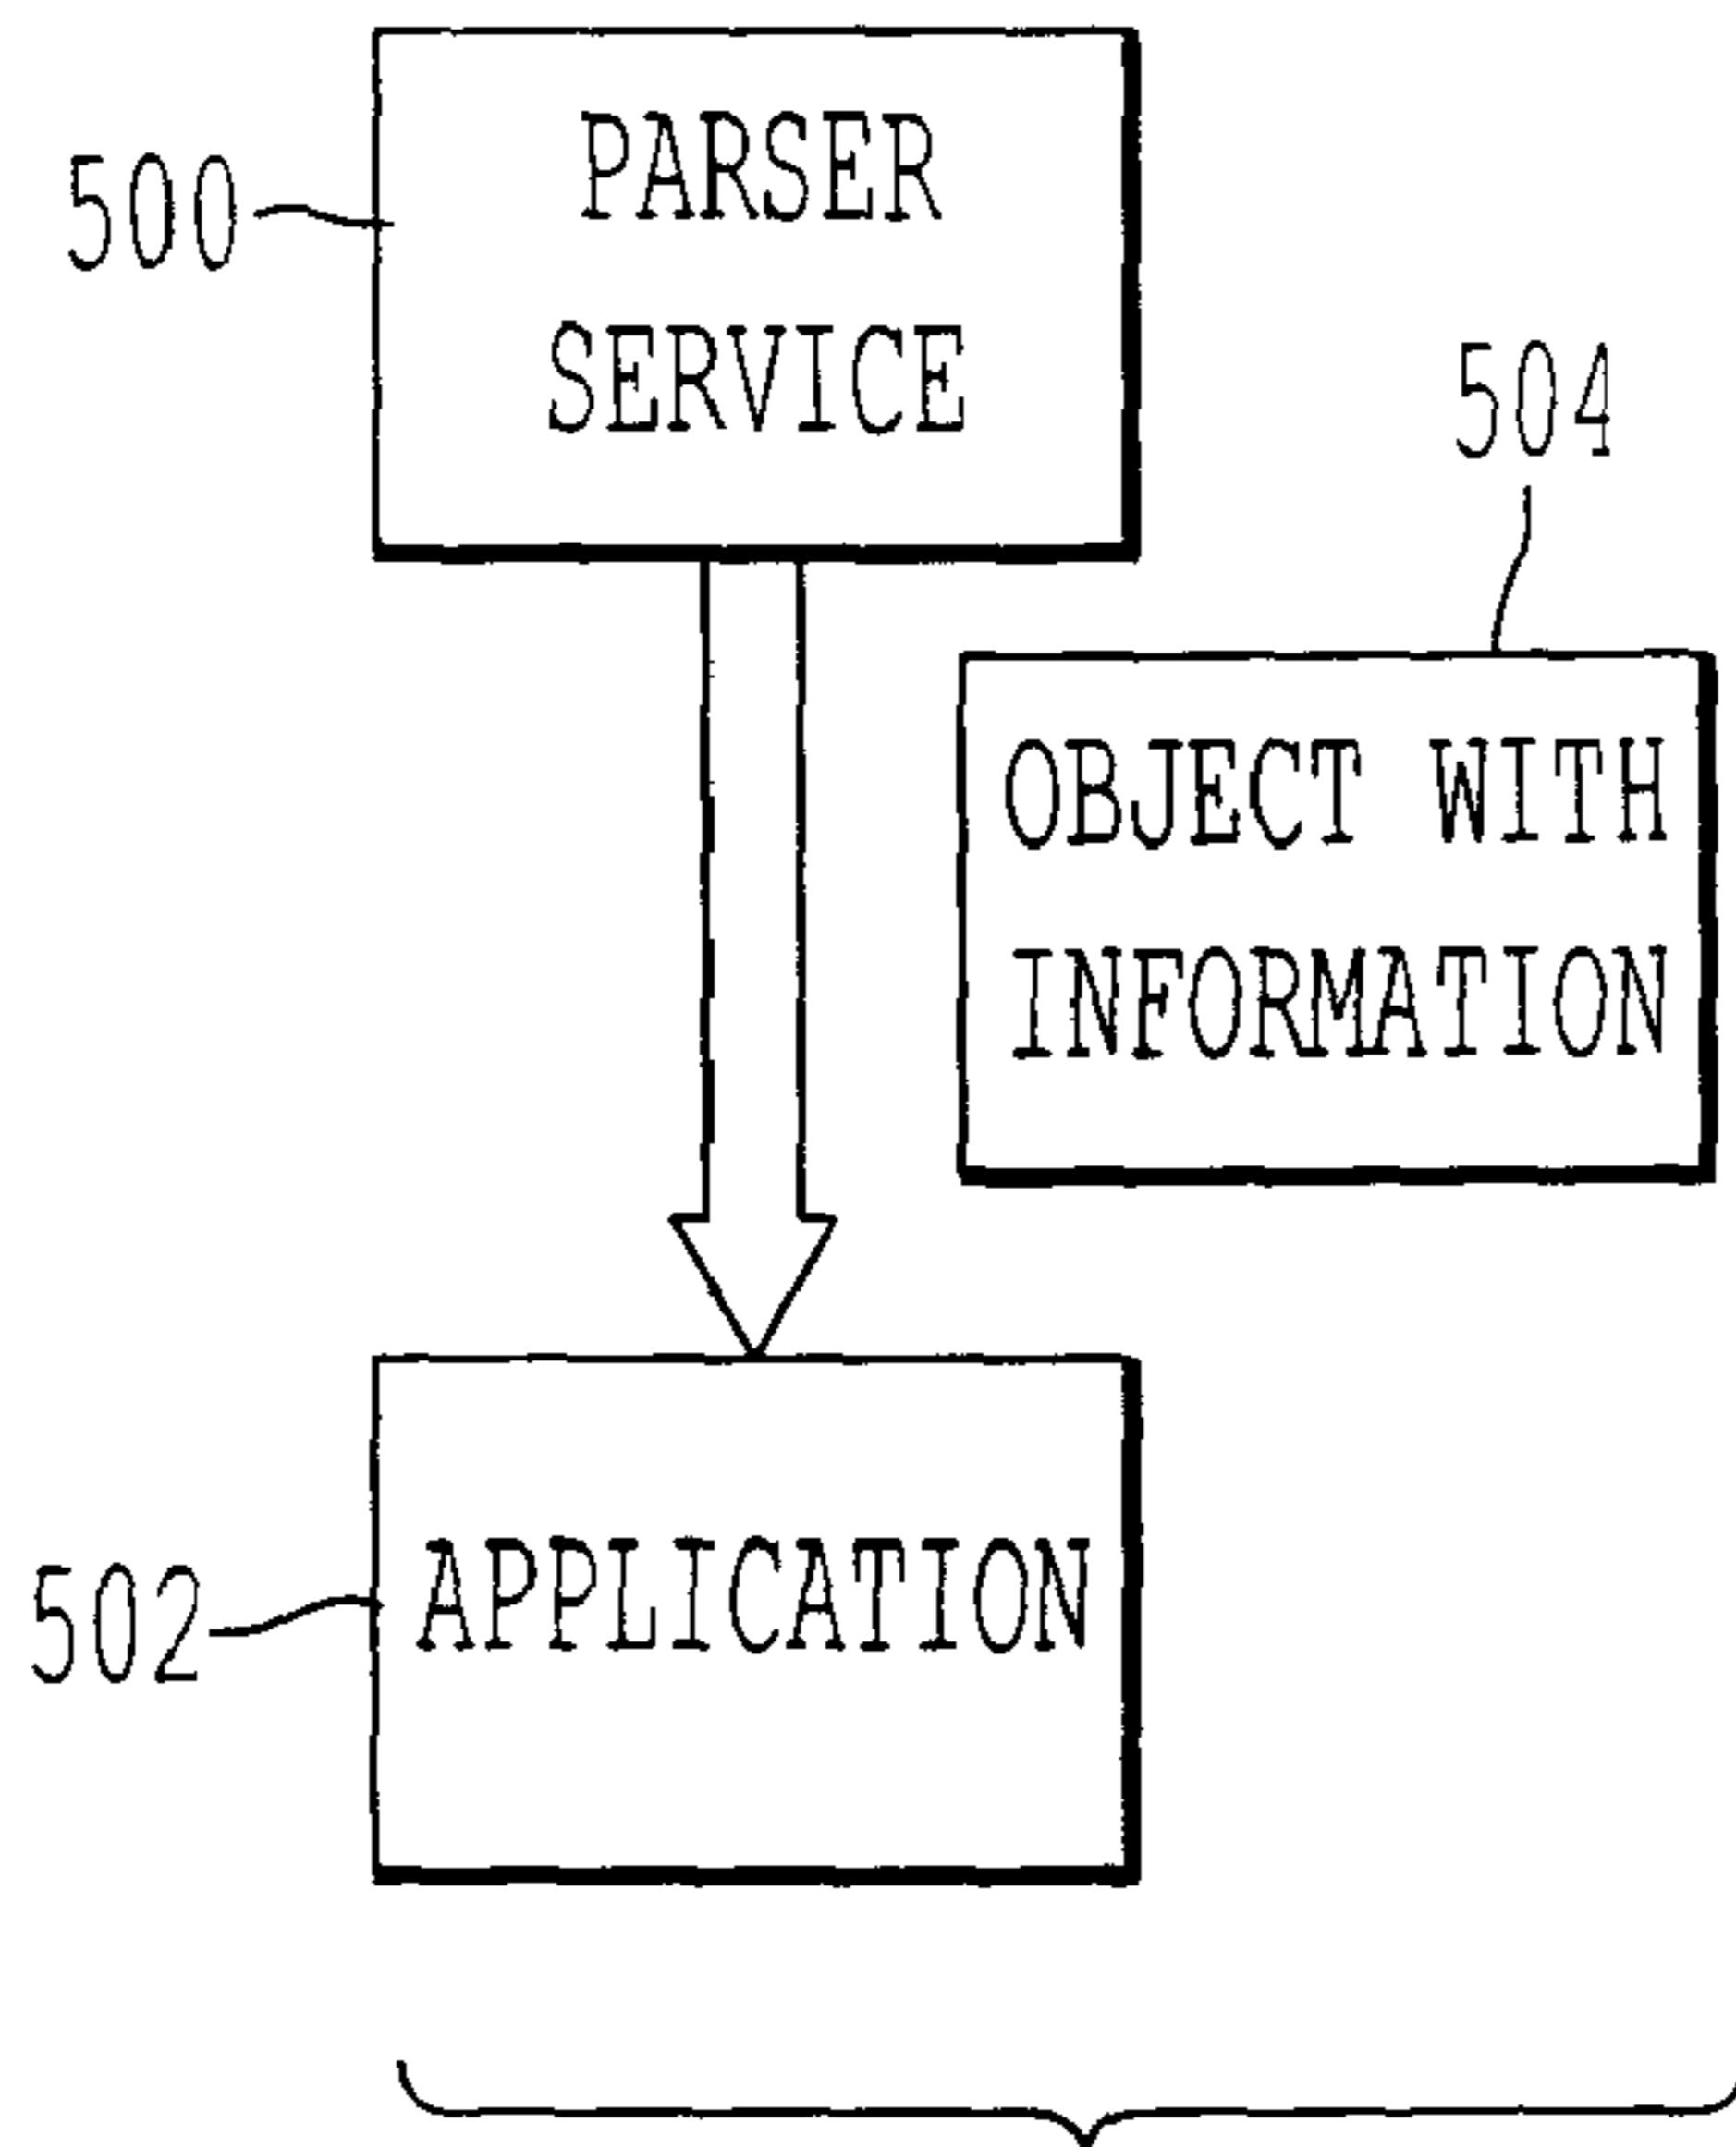 PARSER
SERVICE
500
504
OBJECT WITH
INFORMATION
APPLICATION
502